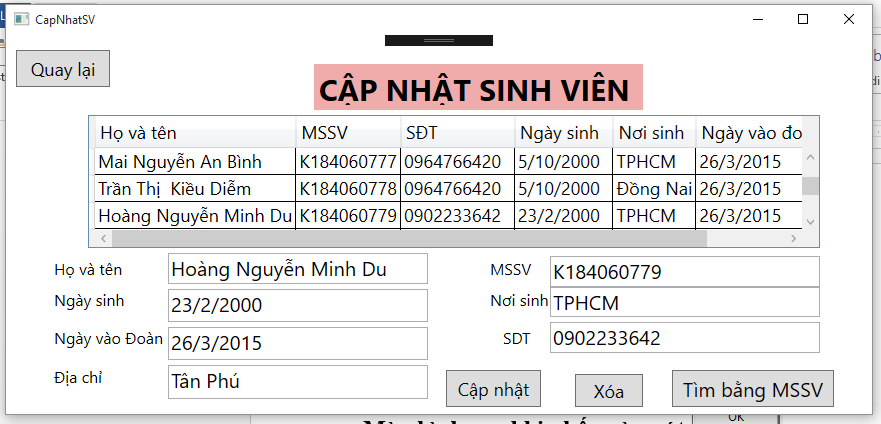 CapNhatSV
Quay lại
CẬP NHẬT SINH VIÊN
Họ và tên MSSV SĐT Ngày sinh Nơi sinh Ngày vào đo
Mai Nguyễn An Bình K184060777 0964766420 5/10/2000 TPHCM 26/3/2015
Trần Thị Kiều Diễm K184060778 0964766420 5/10/2000 Đồng Nai 26/3/2015
Hoàng Nguyễn Minh Du K184060779 0902233642 23/2/2000 TPHCM 26/3/2015
Họ và tên Hoàng Nguyễn Minh Du MSSV K184060779
Ngày sinh 23/2/2000 Nơi sinh TPHCM
Ngày vào Đoàn 26/3/2015 SDT 0902233642
Địa chỉ Tân Phú
Cập nhật Xóa Tìm bằng MSSV
OK